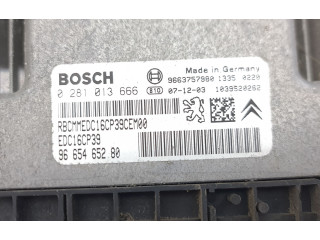 Made in Germany
BOSCH 9663757980 1335 0220
0 281 013 666 810 07-12-03 1039S20262
RBCMMEDC16CP39CEM00
EDC16CP39
96 654 652 80